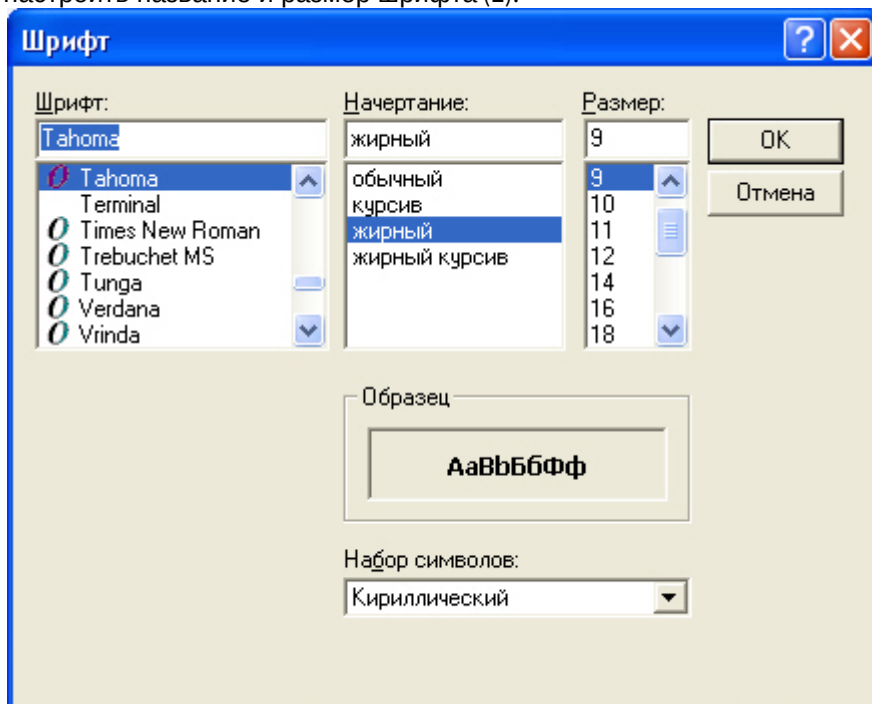 настроить название и размер шрифта (2).
Шрифт
Шрифт:
Tahoma
Tahoma
Terminal
Times New Roman
Trebuchet MS
Tunga
Verdana
Vrinda
Начертание:
жирный
обычный
курсив
жирный
жирный курсив
Размер:
9
9
10
11
12
14
16
18
OK
Отмена
Образец
АаВbБбФф
Набор символов:
Кириллический